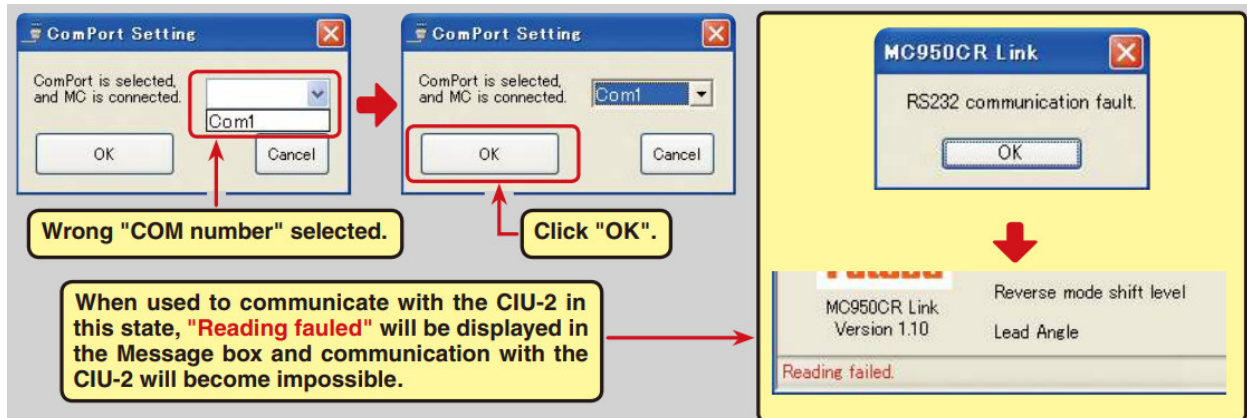 ComPort Setting
ComPort is selected,
and MC is connected.
Com1
OK
Cancel
Wrong "COM number" selected.
ComPort Setting
ComPort is selected,
and MC is connected.
Com1
OK
Cancel
Click "OK".
When used to communicate with the CIU-2 in
this state, "Reading fauled" will be displayed in
the Message box and communication with the
CIU-2 will become impossible.
MC950CR Link
RS232 communication fault.
OK
MC950CR Link
Version 1.10
Reverse mode shift level
Lead Angle
Reading failed.